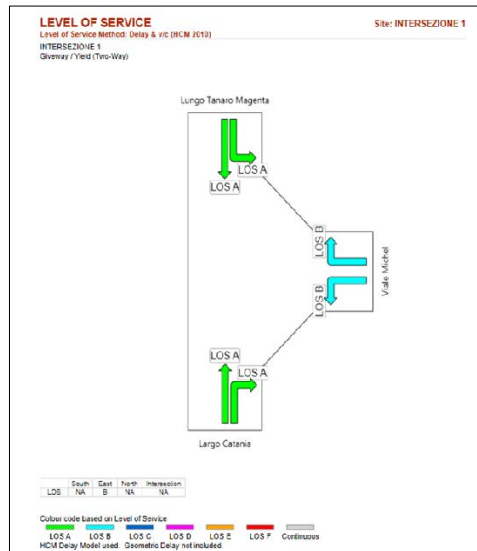 LEVEL OF SERVICE
Site: INTERSEZIONE 1
Level of Service Method: Delay & v/c (HCM 2010)
INTERSEZIONE 1
Giveway / Yield (Two-Way)
Lungo Tanaro Magenta
LOS A
LOS A
LOS B
Viale Michel
LOS B
LOS A
LOS A
Largo Catania
South East North Intersection
LOS NA B NA NA
Colour code based on Level of Service
LOS A LOS B LOS C LOS D LOS E LOS F Continuous
HCM Delay Model used. Geometric Delay not included.